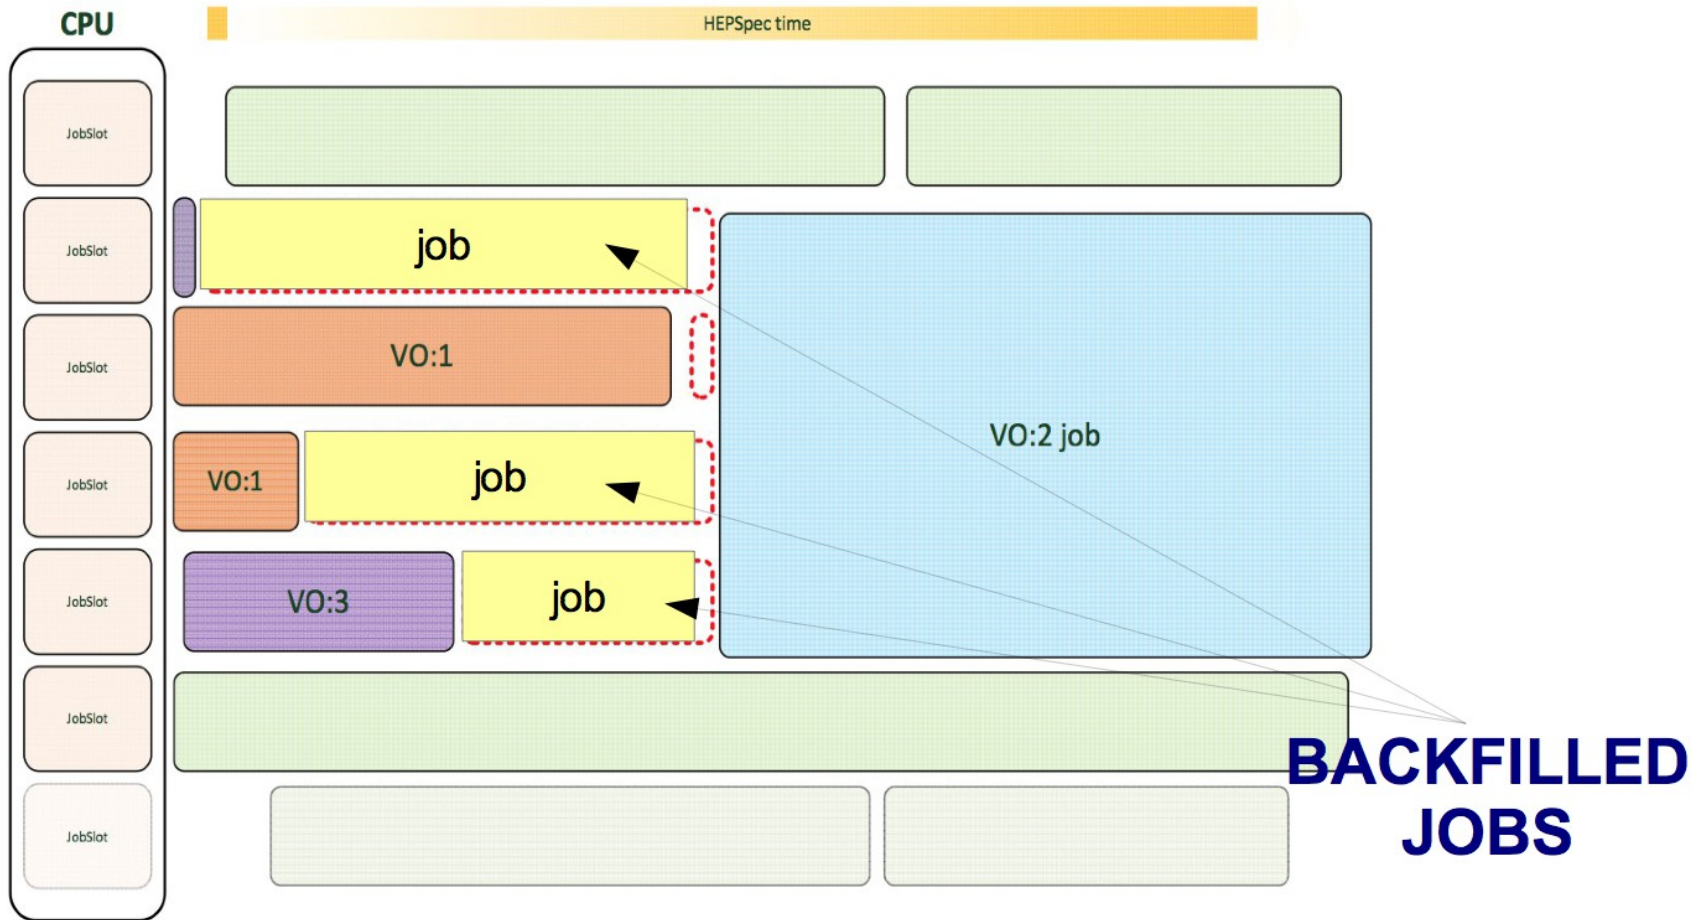 CPU
HEPSpec time
JobSlot
JobSlot
job
JobSlot
VO:1
VO:2 job
JobSlot
VO:1
job
JobSlot
VO:3
job
JobSlot
BACKFILLED
JOBS
JobSlot